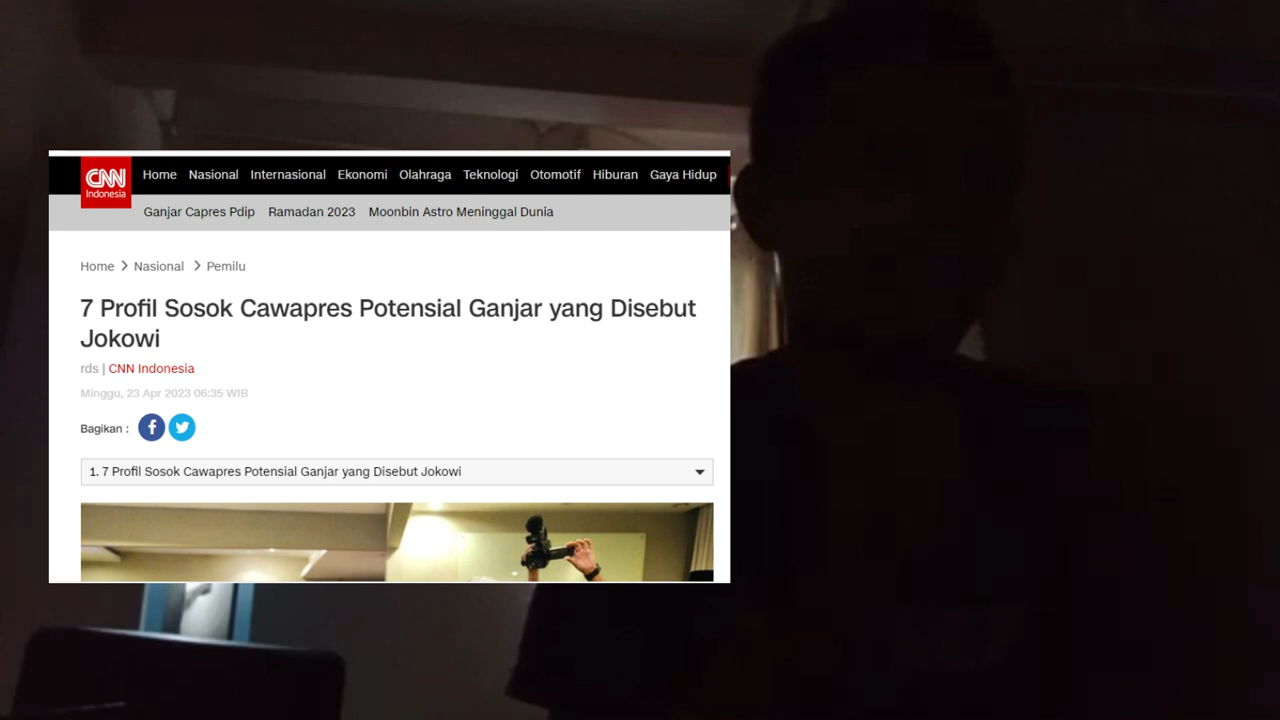 CNN
Indonesia
Home Nasional Internasional Ekonomi Olahraga Teknologi Otomotif Hiburan Gaya Hidup
Ganjar Capres Pdip Ramadan 2023 Moonbin Astro Meninggal Dunia
Home > Nasional > Pemilu
7 Profil Sosok Cawapres Potensial Ganjar yang Disebut
Jokowi
rds | CNN Indonesia
Minggu, 23 Apr 2023 06:35 WIB
Bagikan :
1. 7 Profil Sosok Cawapres Potensial Ganjar yang Disebut Jokowi